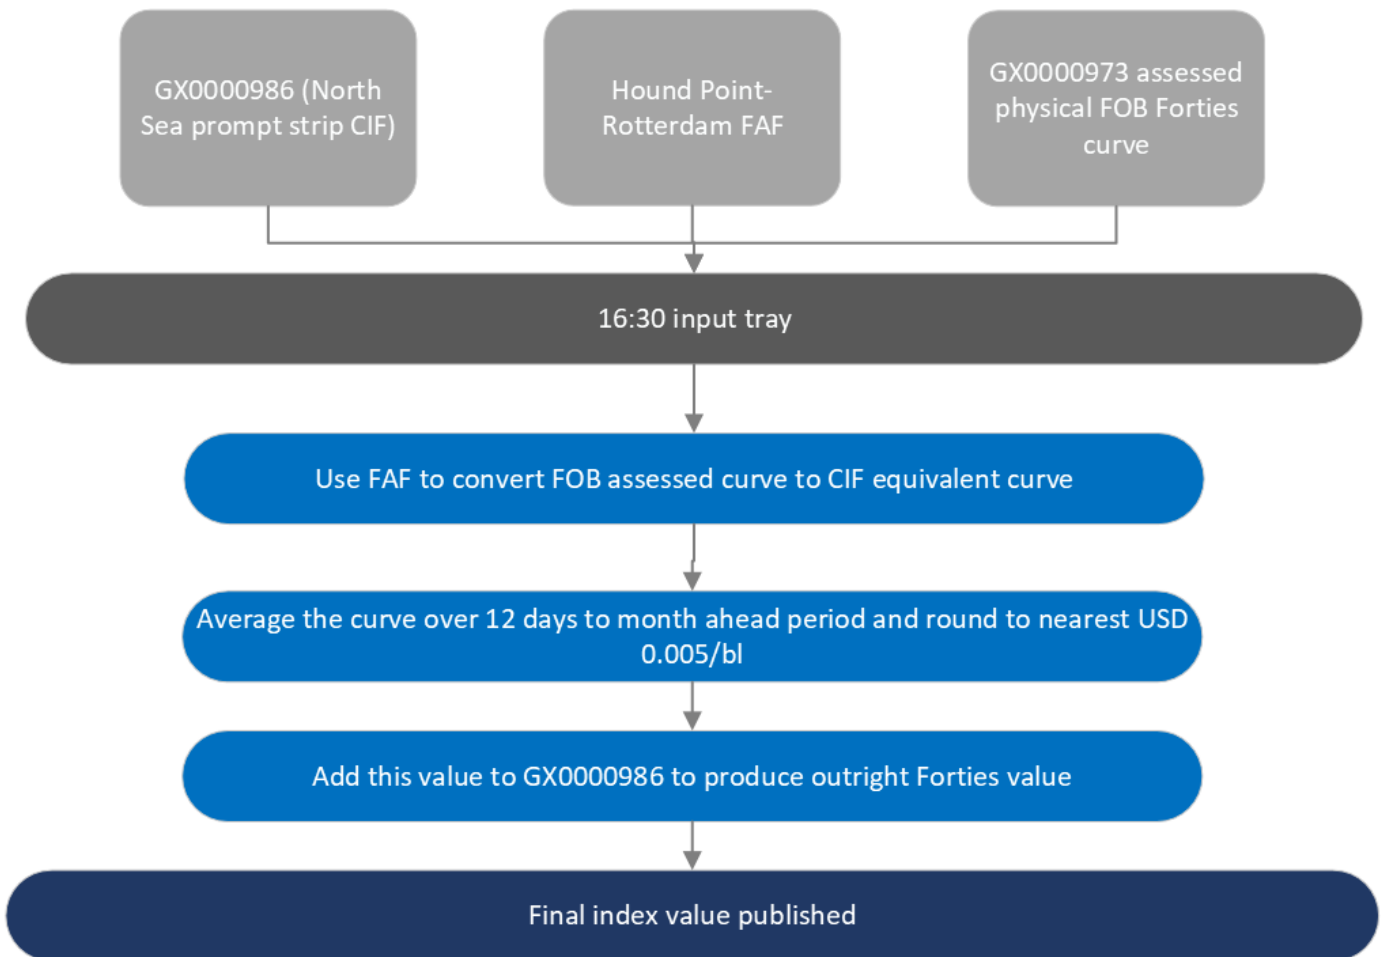 GX0000986 (North
Sea prompt strip CIF)
Hound Point-
Rotterdam FAF
GX0000973 assessed
physical FOB Forties
curve
16:30 input tray
Use FAF to convert FOB assessed curve to CIF equivalent curve
Average the curve over 12 days to month ahead period and round to nearest USD
0.005/bl
Add this value to GX0000986 to produce outright Forties value
Final index value published